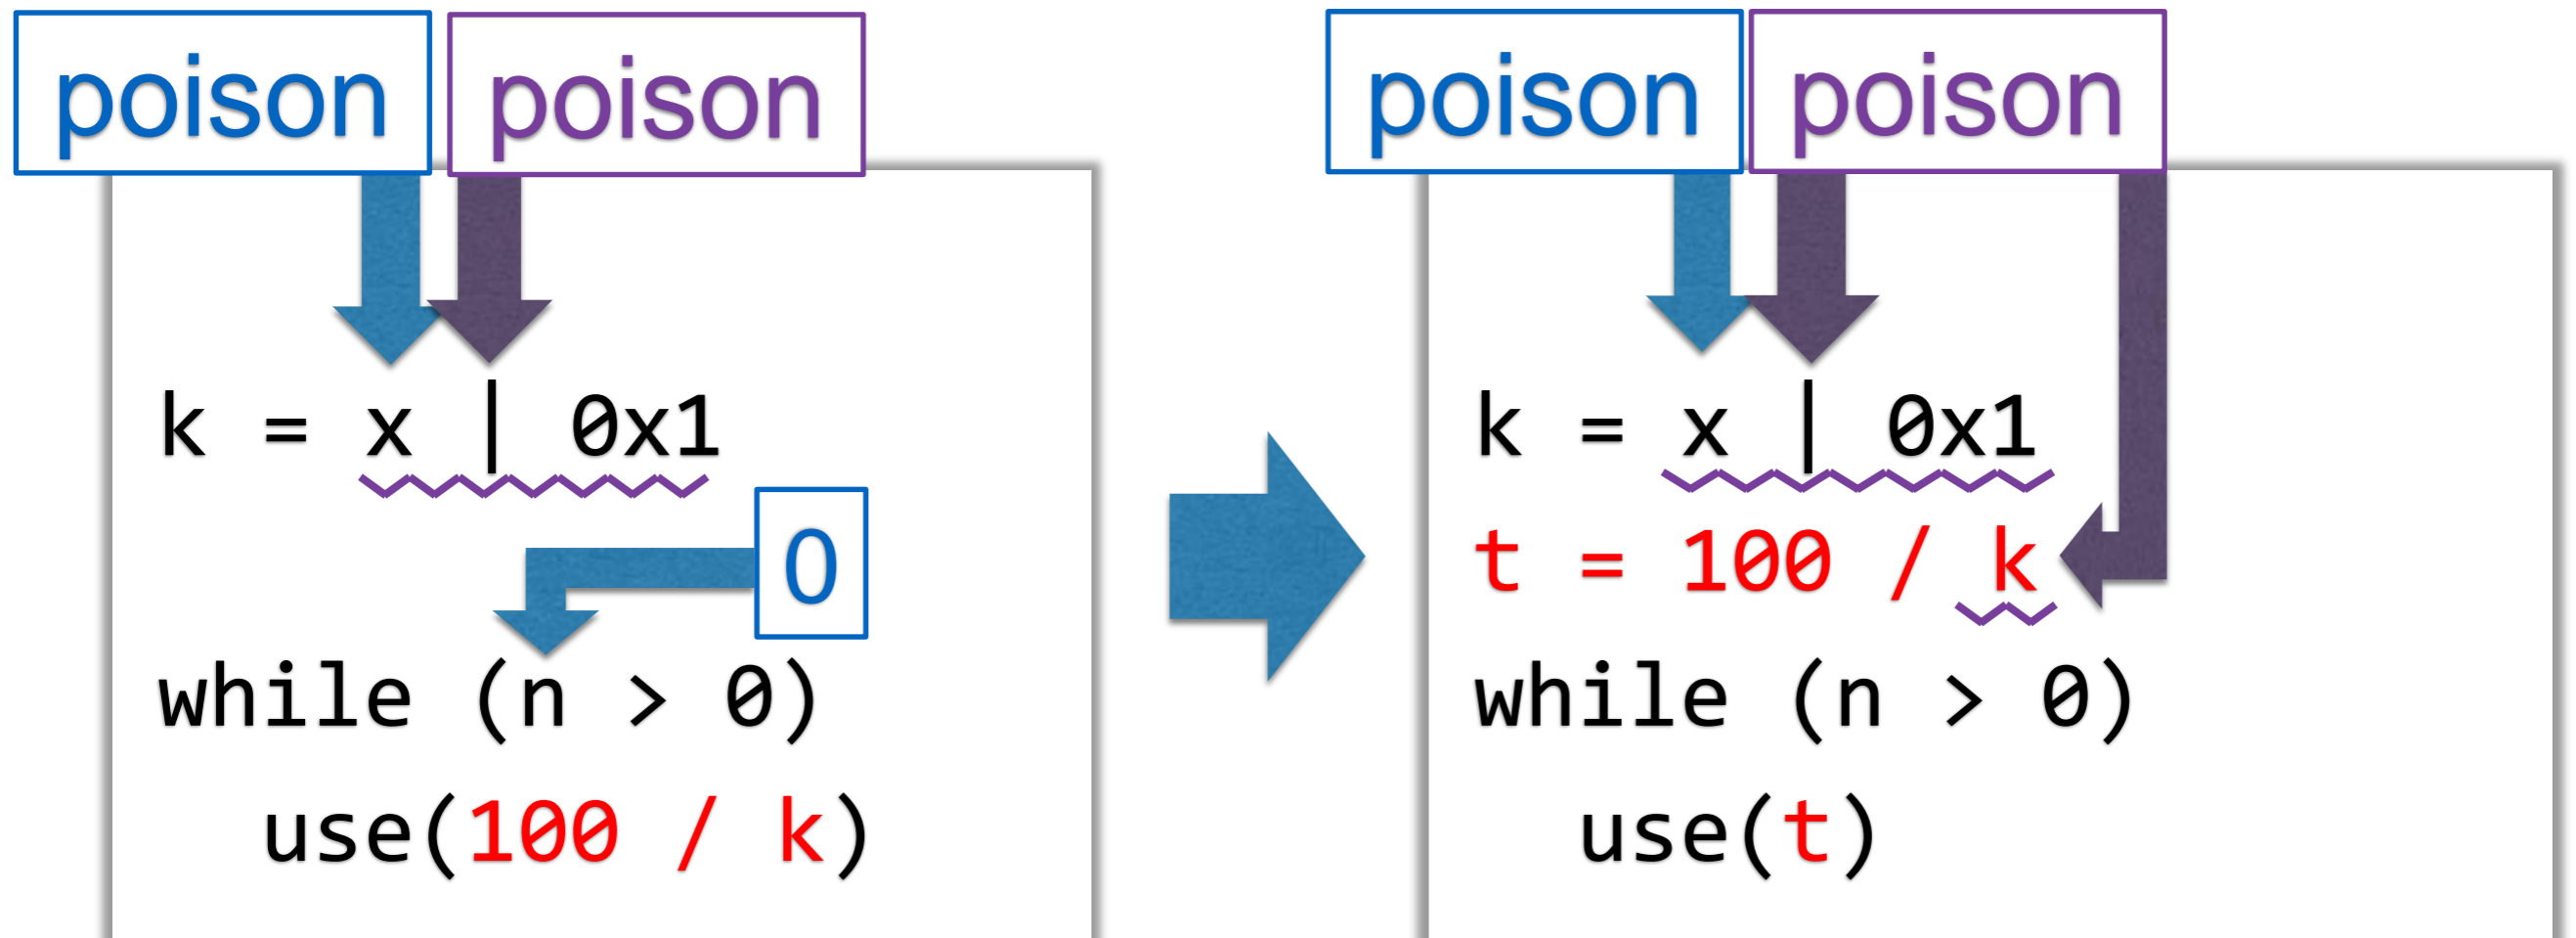 poison poison
k = x | 0x1
0
while (n > 0)
use(100 / k)
poison poison
k = x | 0x1
t = 100 / k
while (n > 0)
use(t)